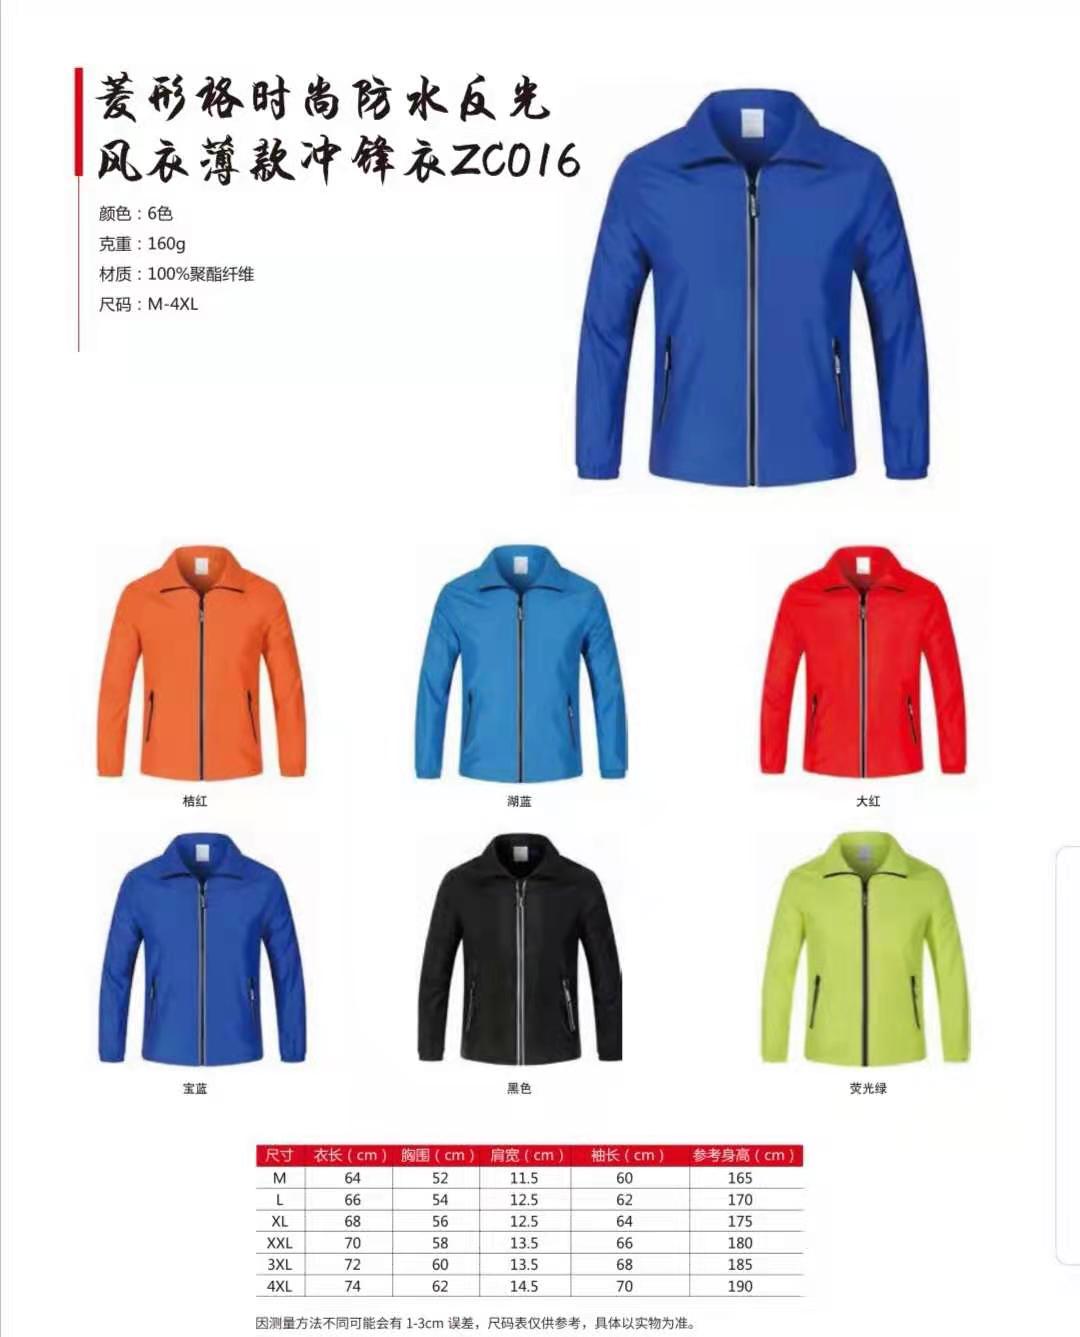 菱形格时尚防水反光
风衣薄款冲锋衣ZC016
颜色：6色
克重：160g
材质：100%聚酯纤维
尺码：M-4XL
桔红 湖蓝 大红
宝蓝 黑色 荧光绿
尺寸 衣长（cm） 胸围（cm） 肩宽（cm） 袖长（cm） 参考身高（cm）
M 64 52 11.5 60 165
L 66 54 12.5 62 170
XL 68 56 12.5 64 175
XXL 70 58 13.5 66 180
3XL 72 60 13.5 68 185
4XL 74 62 14.5 70 190
因测量方法不同可能会有 1-3cm 误差，尺码表仅供参考，具体以实物为准。